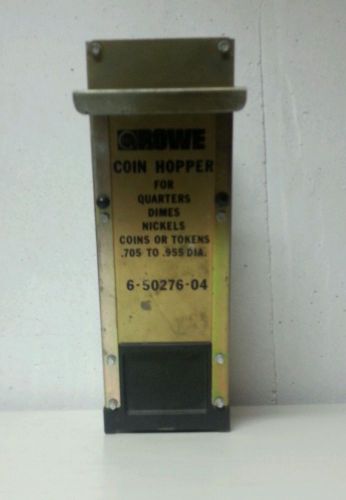 ROWE
COIN HOPPER
FOR
QUARTERS
DIMES
NICKELS
COINS OR TOKENS
.705 TO .955 DIA.
6-50276-04